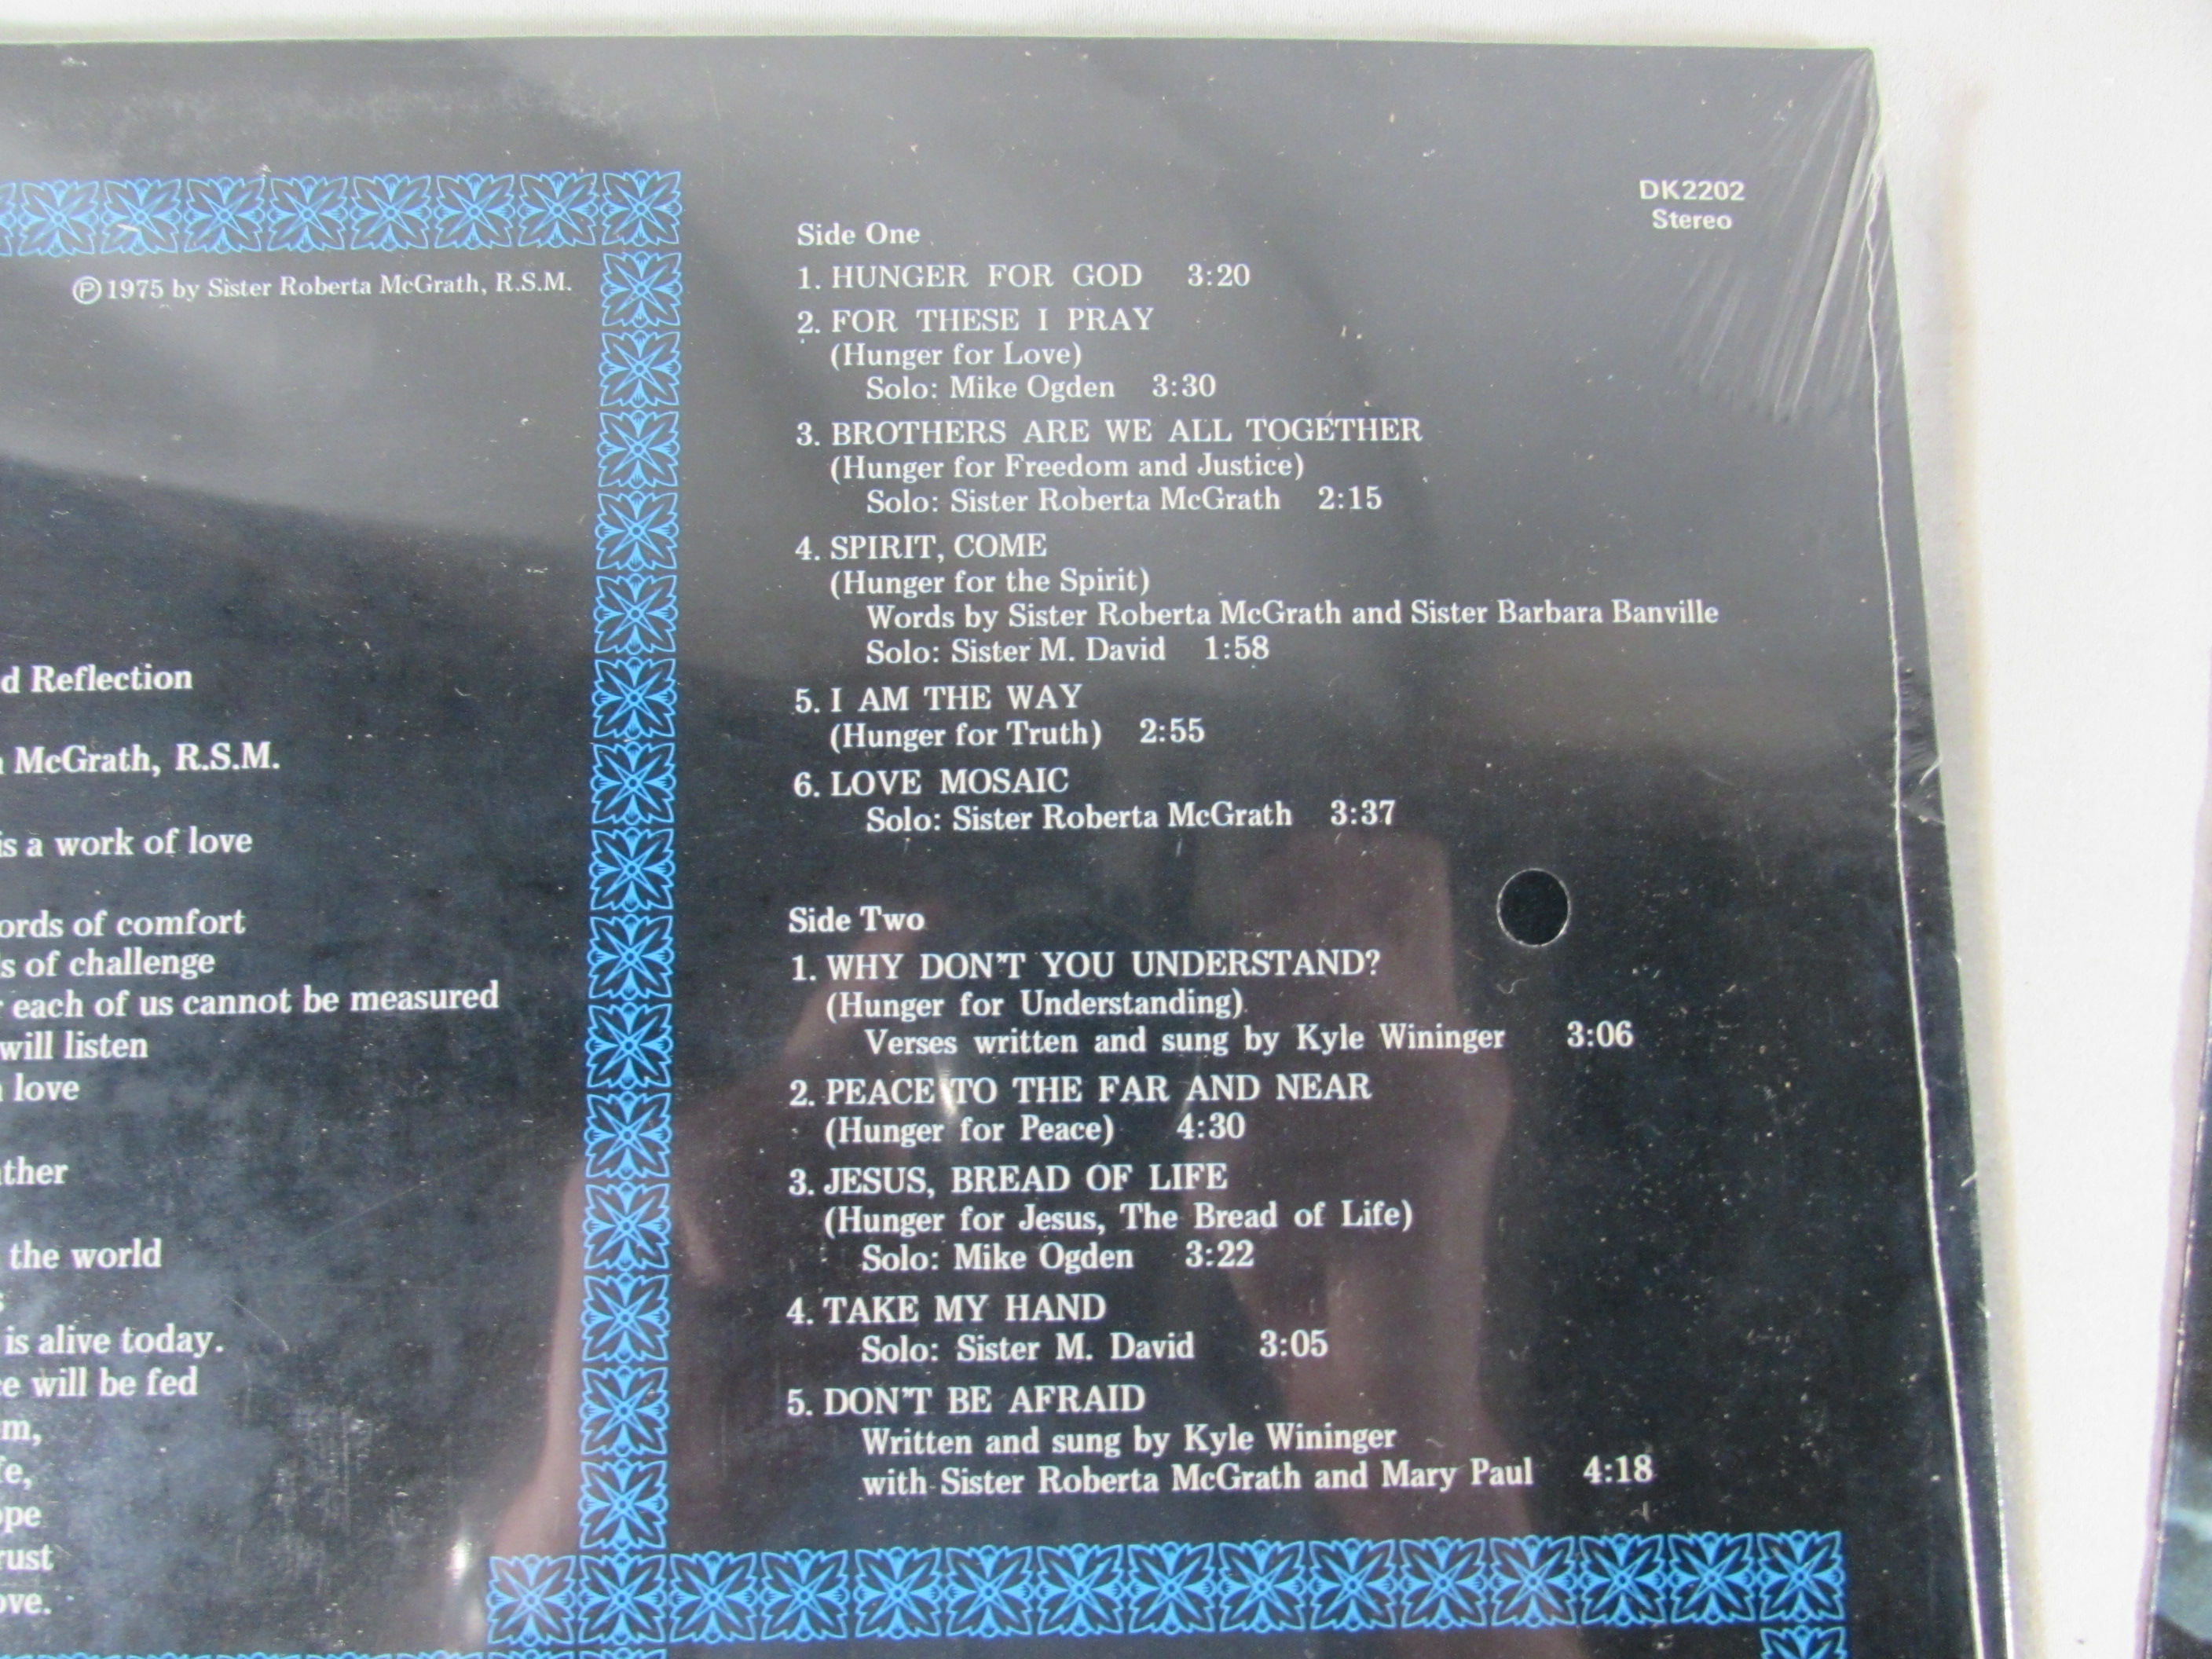 ℗1975 by Sister Roberta McGrath, R.S.M.
d Reflection
McGrath, R.S.M.
is a work of love
ords of comfort
s of challenge
each of us cannot be measured
will listen
love
ther
the world
is alive today.
e will be fed
m,
fe,
ope
rust
ove.
DK2202
Stereo
Side One
1. HUNGER FOR GOD 3:20
2. FOR THESE I PRAY
(Hunger for Love)
Solo: Mike Ogden 3:30
3. BROTHERS ARE WE ALL TOGETHER
(Hunger for Freedom and Justice)
Solo: Sister Roberta McGrath 2:15
4. SPIRIT, COME
(Hunger for the Spirit)
Words by Sister Roberta McGrath and Sister Barbara Banville
Solo: Sister M. David 1:58
5. I AM THE WAY
(Hunger for Truth) 2:55
6. LOVE MOSAIC
Solo: Sister Roberta McGrath 3:37
Side Two
1. WHY DON'T YOU UNDERSTAND?
(Hunger for Understanding)
Verses written and sung by Kyle Wininger 3:06
2. PEACE TO THE FAR AND NEAR
(Hunger for Peace) 4:30
3. JESUS, BREAD OF LIFE
(Hunger for Jesus, The Bread of Life)
Solo: Mike Ogden 3:22
4. TAKE MY HAND
Solo: Sister M. David 3:05
5. DON'T BE AFRAID
Written and sung by Kyle Wininger
with Sister Roberta McGrath and Mary Paul 4:18